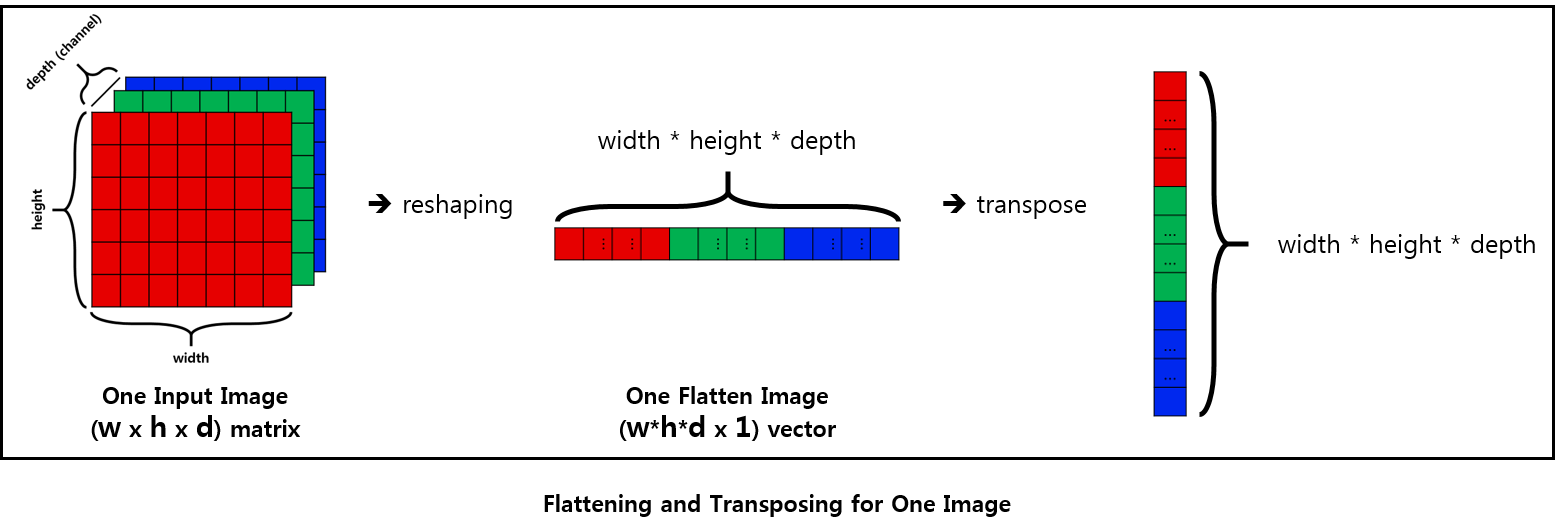 depth (channel)
height
width
One Input Image
(w x h x d) matrix
➔ reshaping
width * height * depth
One Flatten Image
(w*h*d x 1) vector
➔ transpose
width * height * depth
Flattening and Transposing for One Image